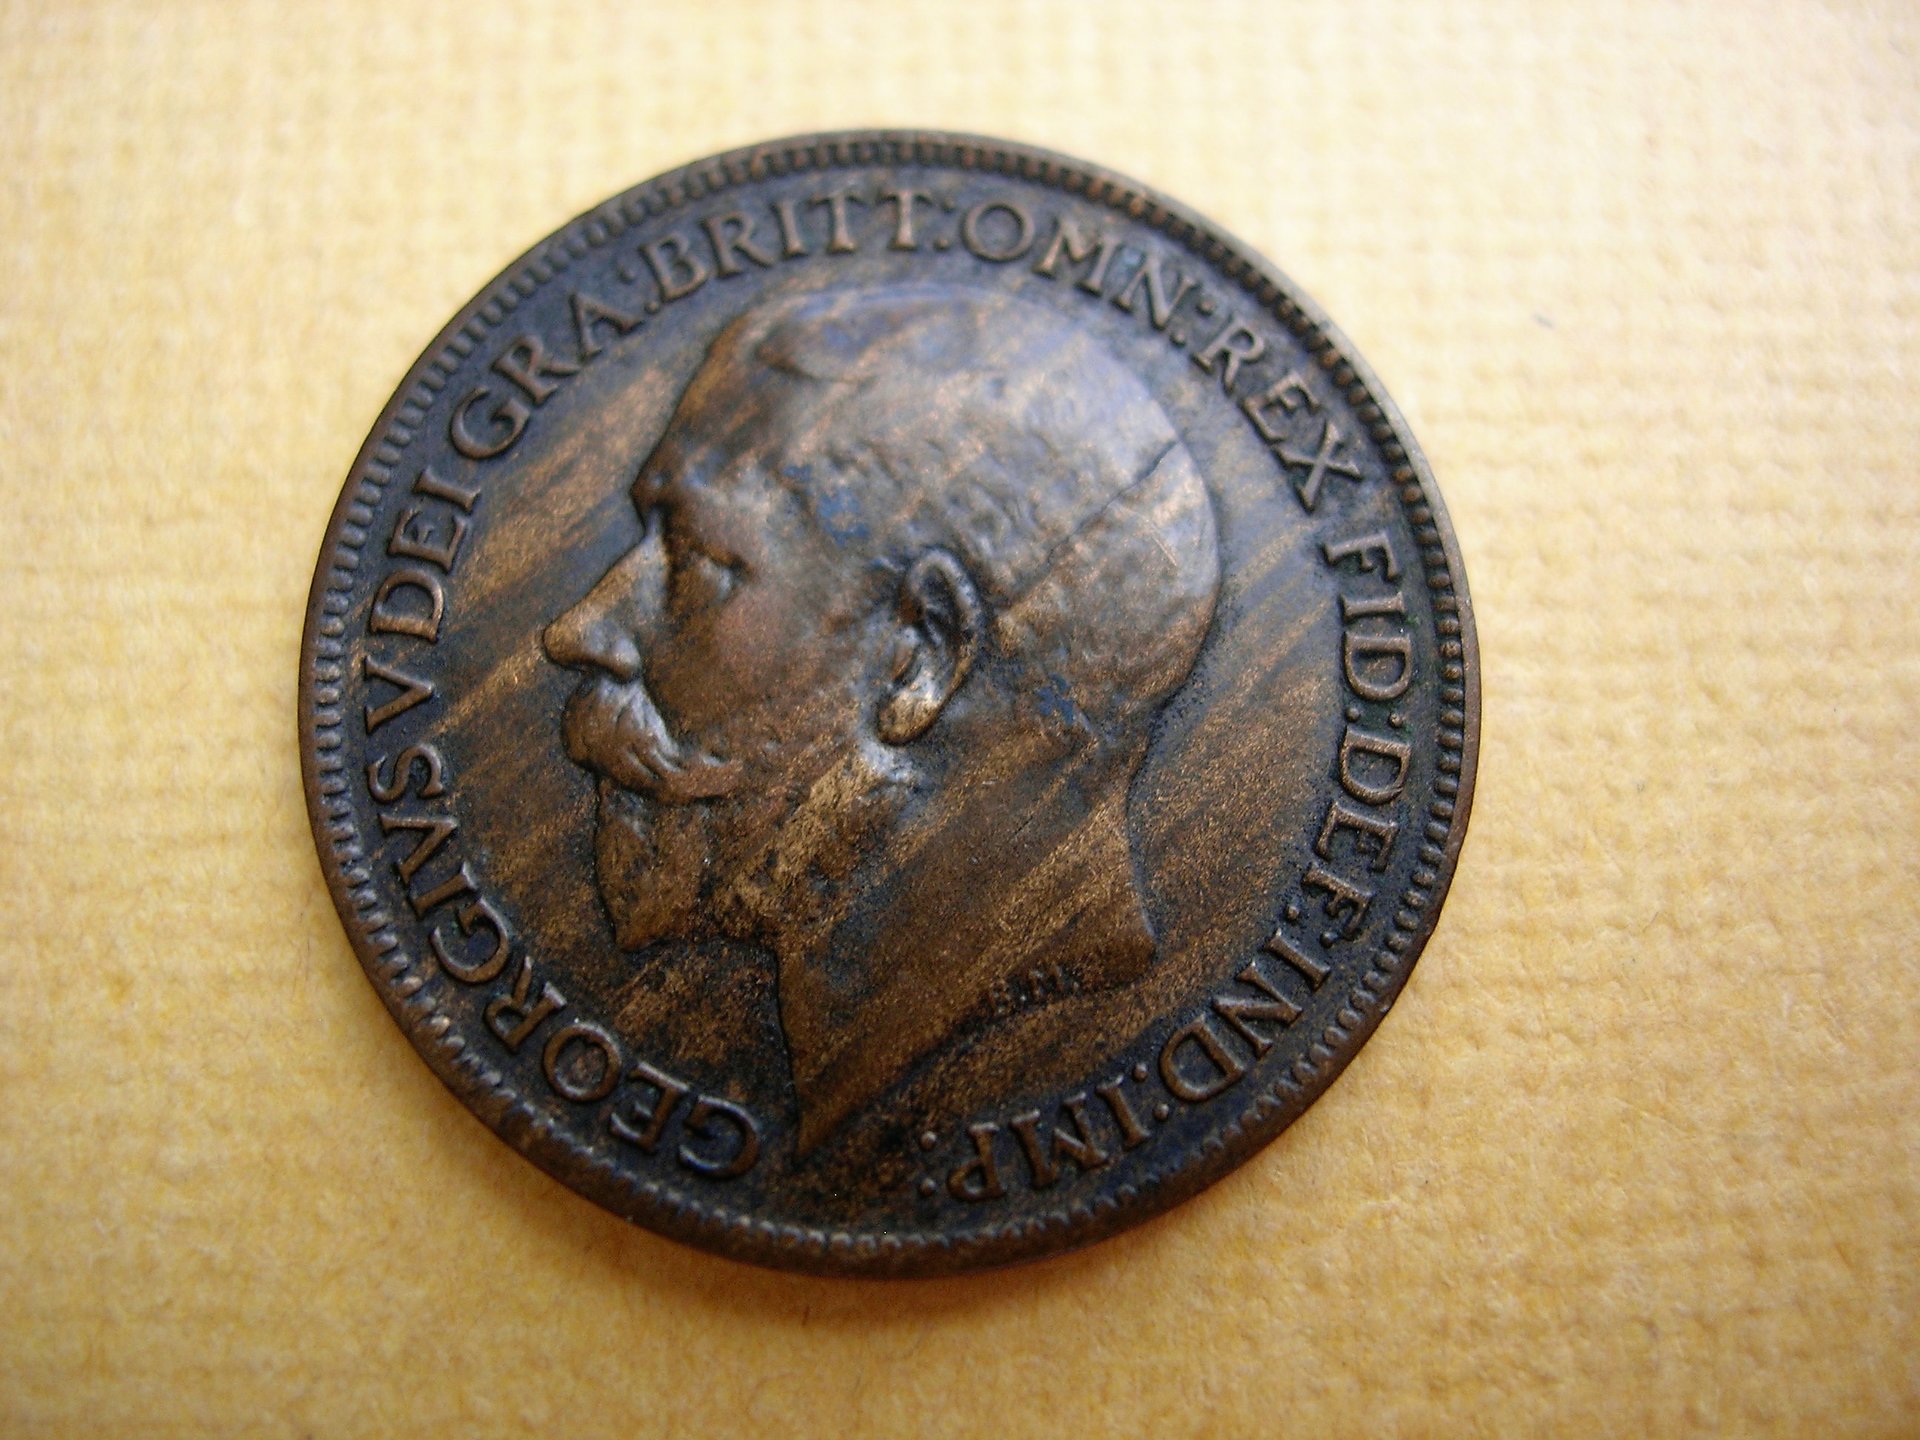 GEORGIVS V DEI GRA: BRITT: OMN: REX FID: DEF: IND: IMP:
B.M.